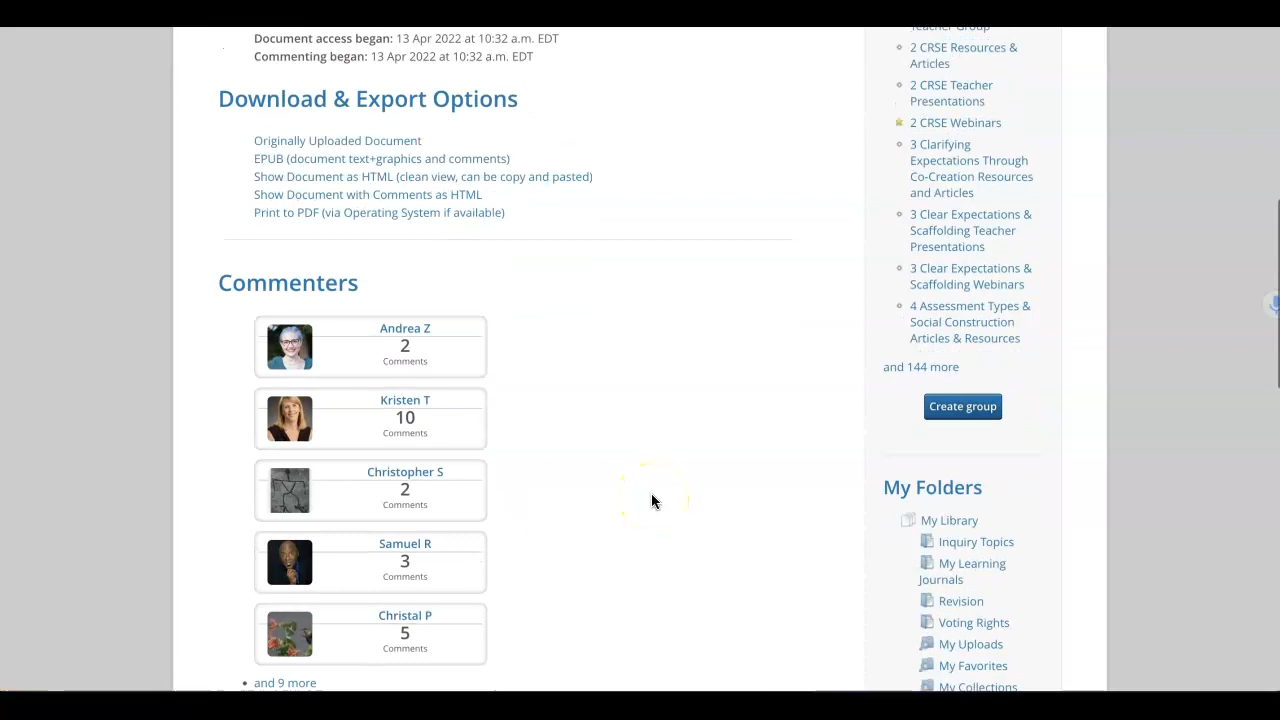 Document access began: 13 Apr 2022 at 10:32 a.m. EDT
Commenting began: 13 Apr 2022 at 10:32 a.m. EDT
Download & Export Options
Originally Uploaded Document
EPUB (document text+graphics and comments)
Show Document as HTML (clean view, can be copy and pasted)
Show Document with Comments as HTML
Print to PDF (via Operating System if available)
Commenters
Andrea Z
2
Comments
Kristen T
10
Comments
Christopher S
2
Comments
Samuel R
3
Comments
Christal P
5
Comments
and 9 more
Teacher Group
2 CRSE Resources &
Articles
2 CRSE Teacher
Presentations
2 CRSE Webinars
3 Clarifying
Expectations Through
Co-Creation Resources
and Articles
3 Clear Expectations &
Scaffolding Teacher
Presentations
3 Clear Expectations &
Scaffolding Webinars
4 Assessment Types &
Social Construction
Articles & Resources
and 144 more
Create group
My Folders
My Library
Inquiry Topics
My Learning
Journals
Revision
Voting Rights
My Uploads
My Favorites
My Collections